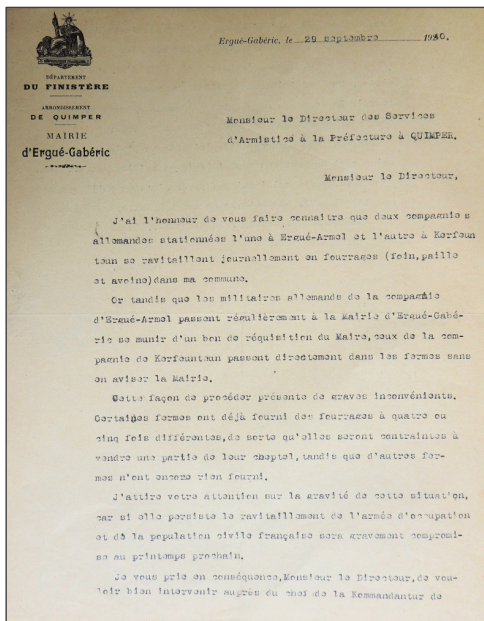 Ergué-Gabéric, le 29 septembre 1940.
DÉPARTEMENT
DU FINISTÈRE
ARRONDISSEMENT
DE QUIMPER
MAIRIE
d'Ergué-Gabéric
Monsieur le Directeur des Services
d'Armistice à la Préfecture à QUIMPER.
Monsieur le Directeur,
J'ai l'honneur de vous faire connaitre que deux compagnies
allemandes stationnées l'une à Ergué-Armel et l'autre à Kerfeun
teun se ravitaillent journellement en fourrages (foin, paille
et avoine)dans ma commune.
Or tandis que les militaires allemands de la compagnie
d'Ergué-Armel passent régulièrement à la Mairie d'Ergué-Gabé-
ric se munir d'un bon de réquisition du Maire,ceux de la com-
pagnie de Kerfeunteun passent directement dans les fermes sans
en aviser la Mairie.
Cette façon de procéder présente de graves inconvénients.
Certaines fermes ont déjà fourni des fourrages à quatre ou
cinq fois différentes,de sorte qu'elles seront contraintes à
vendre une partie de leur cheptel,tandis que d'autres fer-
mes n'ont encore rien fourni.
J'attire votre attention sur la gravité de cette situation,
car si elle persiste le ravitaillement de l'armée d'occupation
et de la population civile française sera gravement compromi-
se au printemps prochain.
Je vous prie en conséquence,Monsieur le Directeur,de vou-
loir bien intervenir auprès du chef de la Kommandantur de